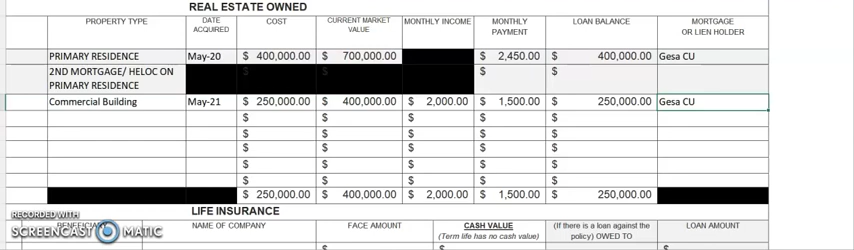 REAL ESTATE OWNED
PROPERTY TYPE DATE ACQUIRED COST CURRENT MARKET VALUE MONTHLY INCOME MONTHLY PAYMENT LOAN BALANCE MORTGAGE OR LIEN HOLDER
PRIMARY RESIDENCE May-20 $ 400,000.00 $ 700,000.00 $ 2,450.00 $ 400,000.00 Gesa CU
2ND MORTGAGE/ HELOC ON PRIMARY RESIDENCE $ $ $ $
Commercial Building May-21 $ 250,000.00 $ 400,000.00 $ 2,000.00 $ 1,500.00 $ 250,000.00 Gesa CU
$ $ $ $ $
$ $ $ $ $
$ $ $ $ $
$ $ $ $ $
$ $ $ $ $
$ 250,000.00 $ 400,000.00 $ 2,000.00 $ 1,500.00 $ 250,000.00
RECORDED WITH
SCREENCAST O MATIC
LIFE INSURANCE
BENEFICIARY NAME OF COMPANY FACE AMOUNT CASH VALUE (Term life has no cash value) (If there is a loan against the policy) OWED TO LOAN AMOUNT
$ $ $